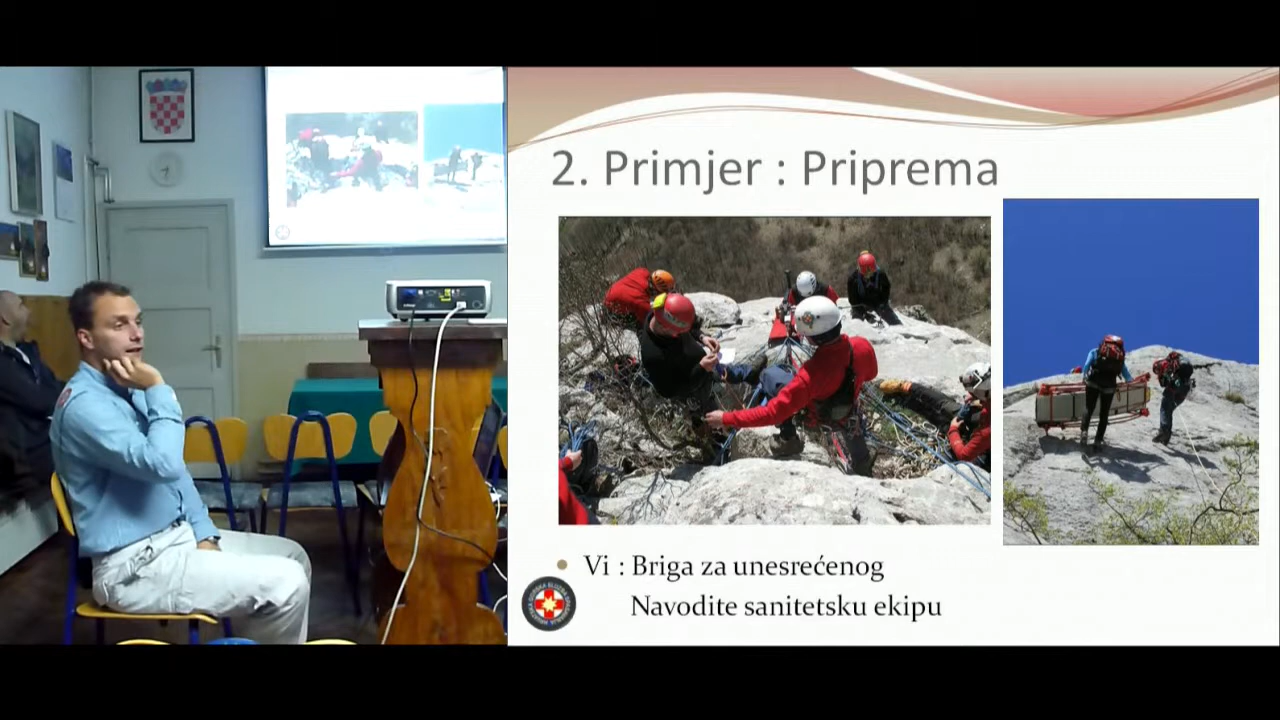 2. Primjer : Priprema
• Vi : Briga za unesrećenog
Navodite sanitetsku ekipu